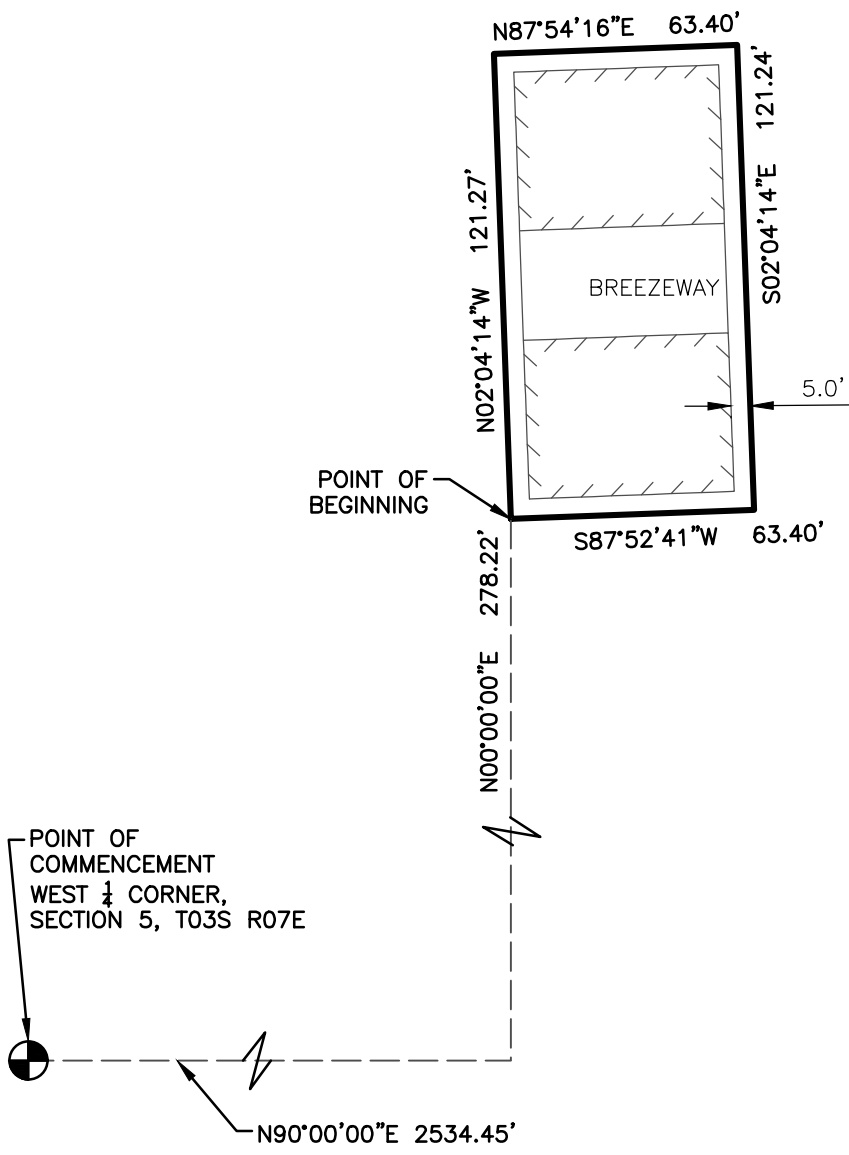 N87°54'16"E 63.40'
121.24'
S02°04'14"E
121.27'
N02°04'14"W
BREEZEWAY
5.0'
POINT OF
BEGINNING
S87°52'41"W 63.40'
278.22'
N00°00'00"E
POINT OF
COMMENCEMENT
WEST 1/4 CORNER,
SECTION 5, T03S R07E
N90°00'00"E 2534.45'